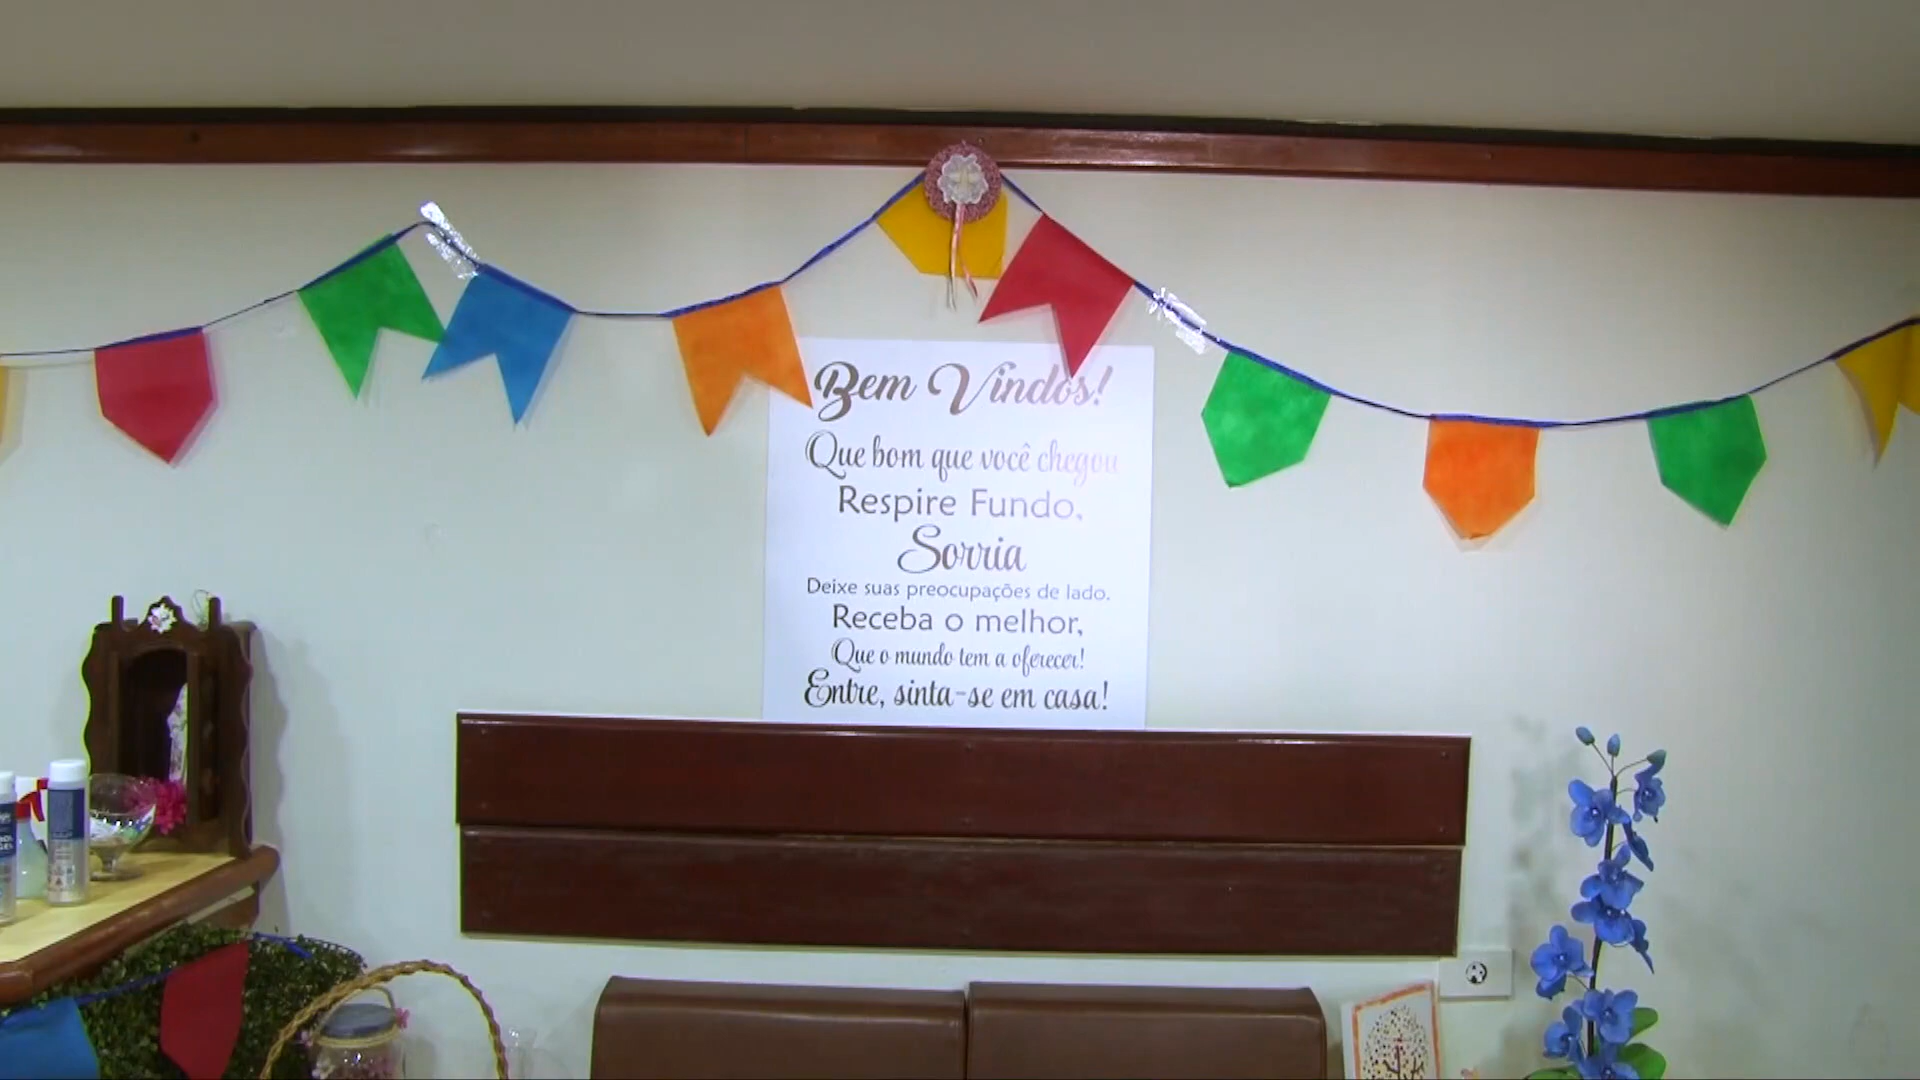 Bem Vindos!
Que bom que você chegou
Respire Fundo,
Sorria
Deixe suas preocupações de lado.
Receba o melhor,
Que o mundo tem a oferecer!
Entre, sinta-se em casa!